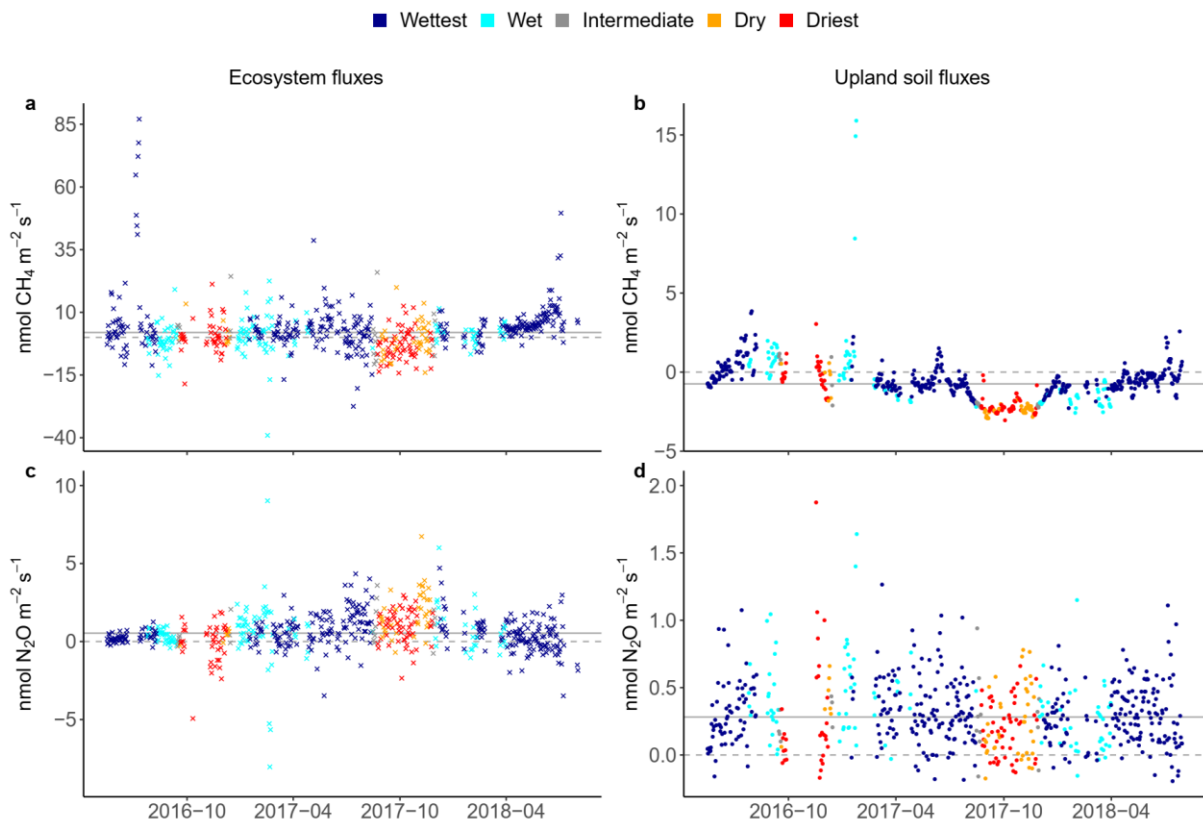 Wettest Wet Intermediate Dry Driest
Ecosystem fluxes
Upland soil fluxes
a
85
60
35
10
−15
−40
nmol CH₄ m⁻² s⁻¹
b
15
10
5
0
−5
nmol CH₄ m⁻² s⁻¹
c
10
5
0
−5
nmol N₂O m⁻² s⁻¹
2016−10 2017−04 2017−10 2018−04
d
2.0
1.5
1.0
0.5
0.0
nmol N₂O m⁻² s⁻¹
2016−10 2017−04 2017−10 2018−04